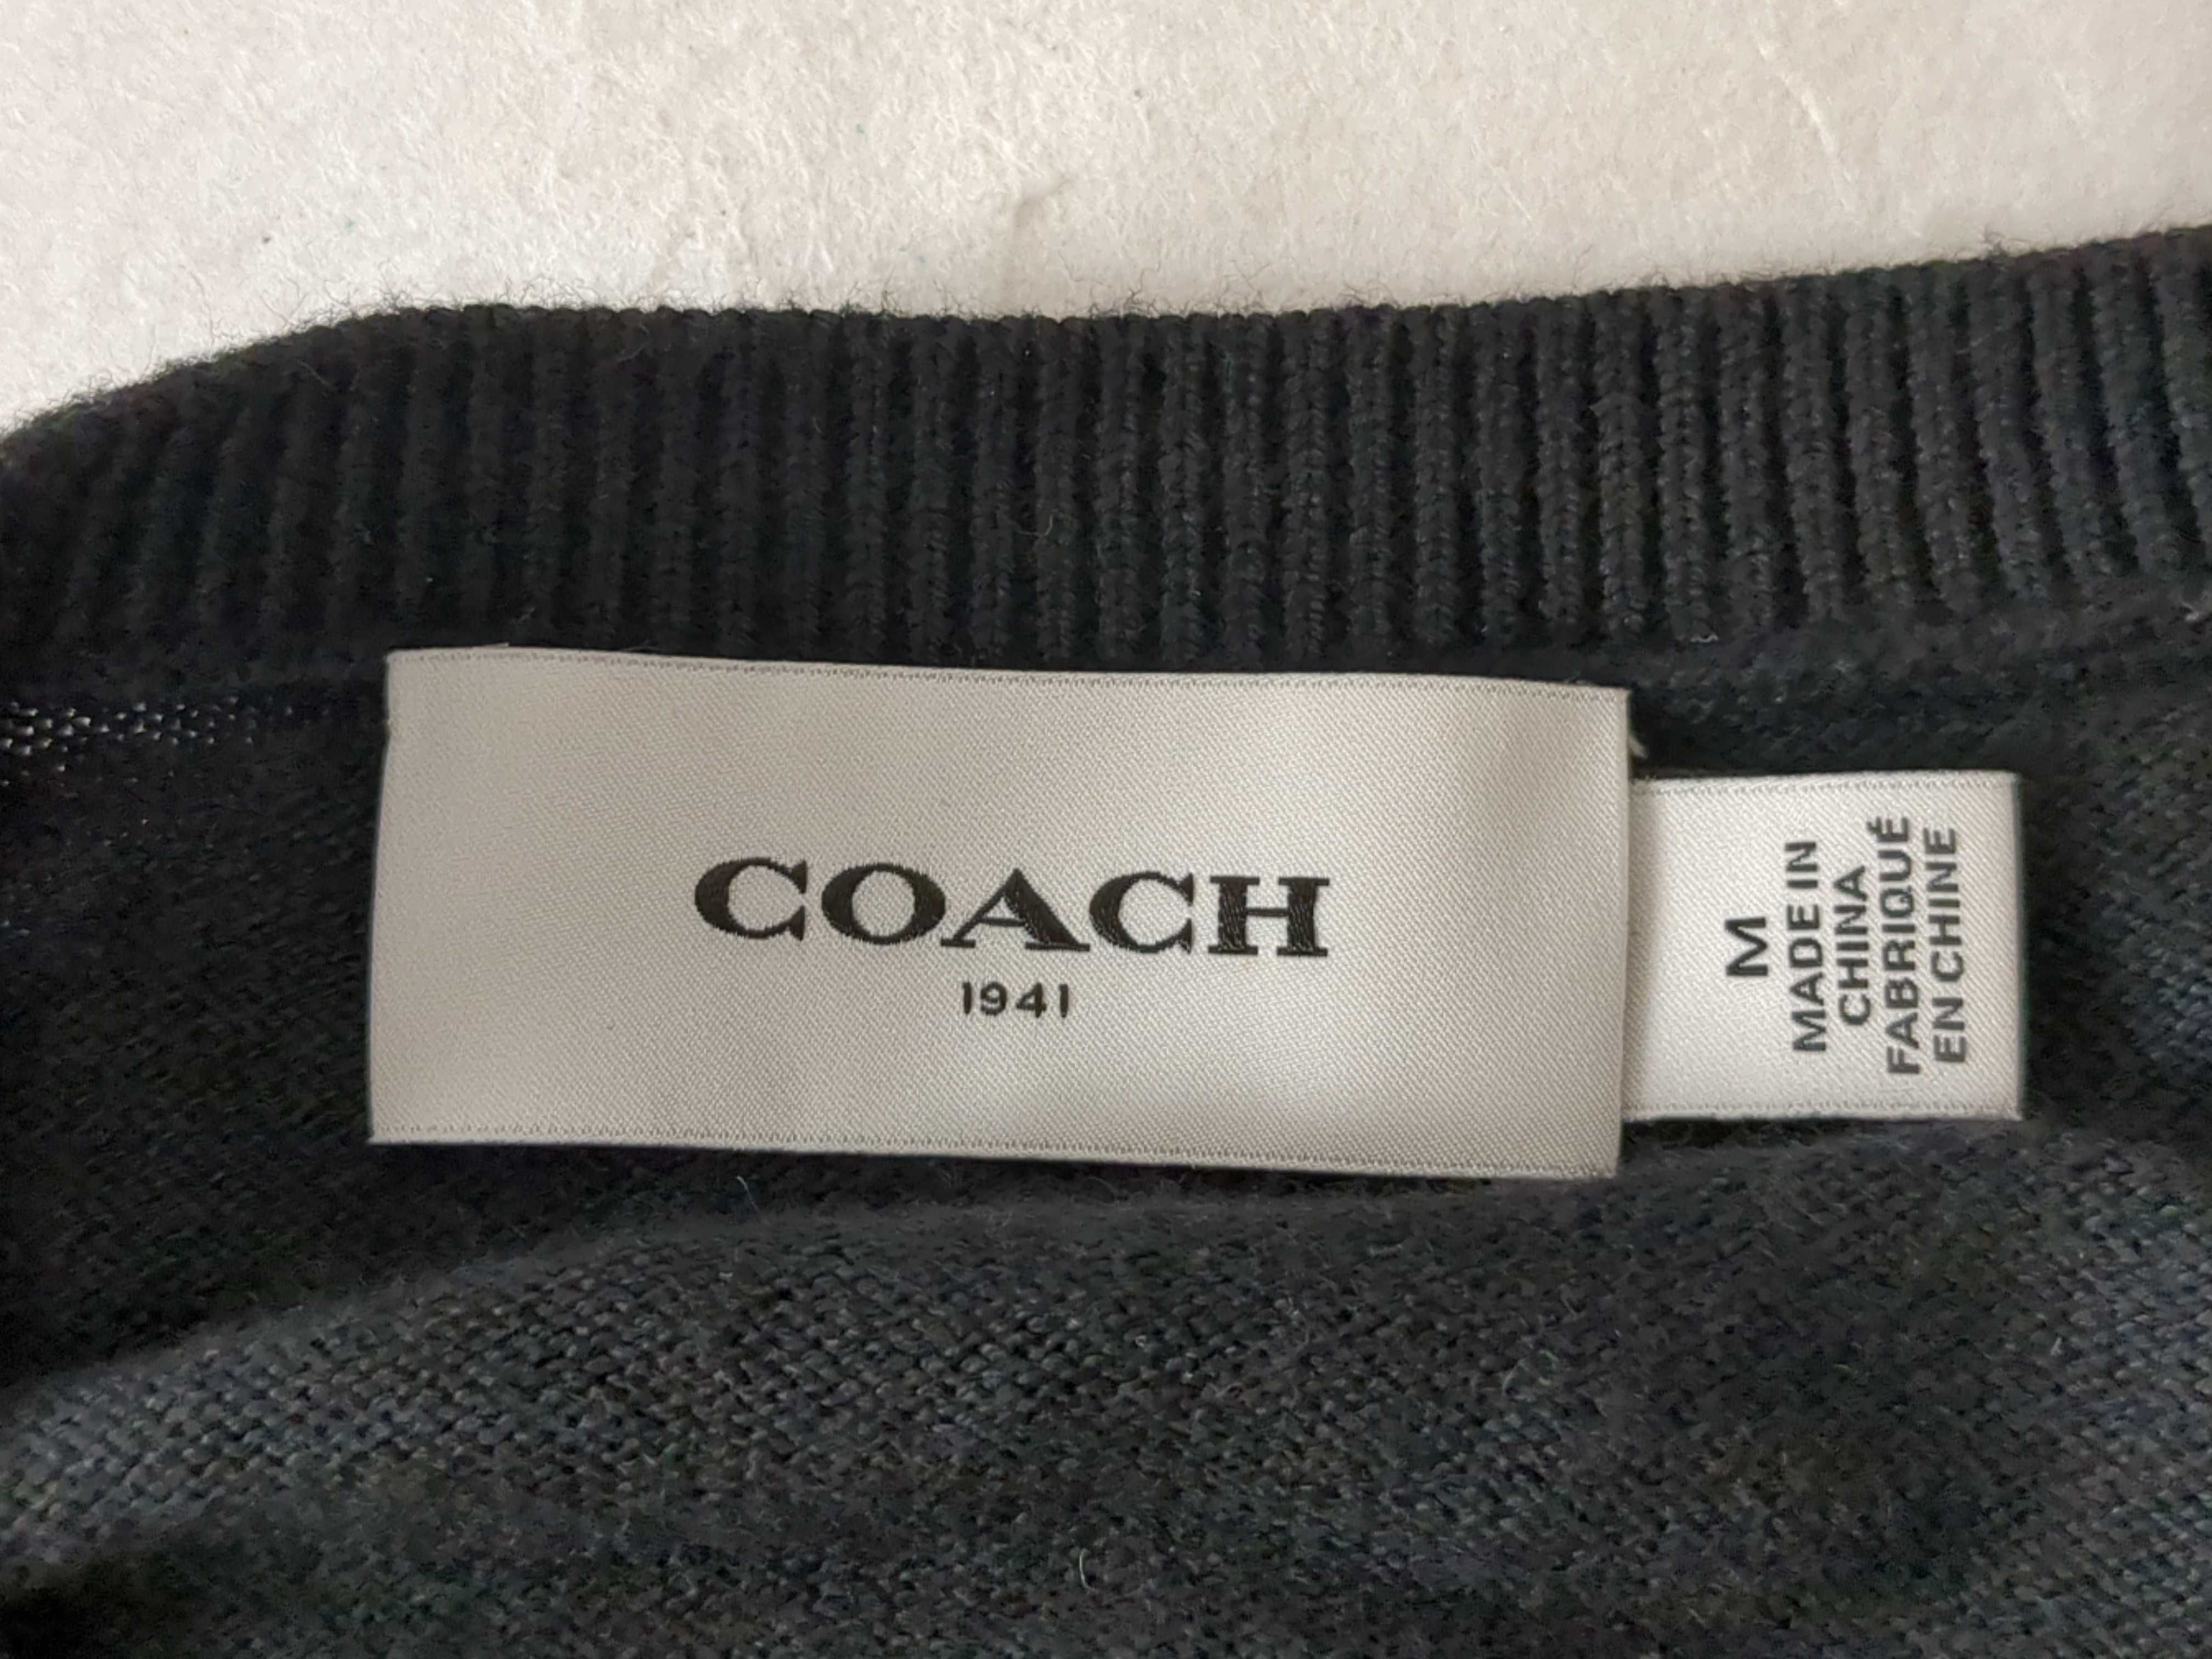 COACH
1941
M
MADE IN
CHINA
FABRIQUÉ
EN CHINE